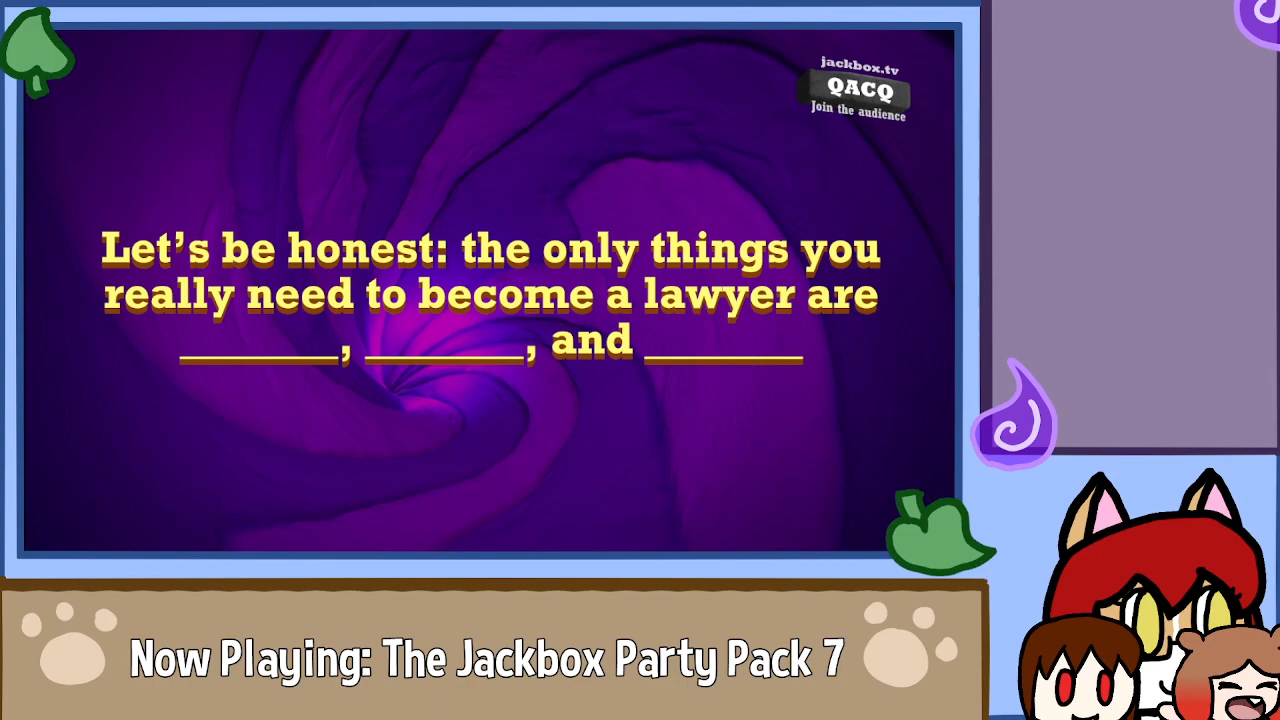 jackbox.tv
QACQ
Join the audience
Let's be honest: the only things you
really need to become a lawyer are
________, ________, and ________
Now Playing: The Jackbox Party Pack 7